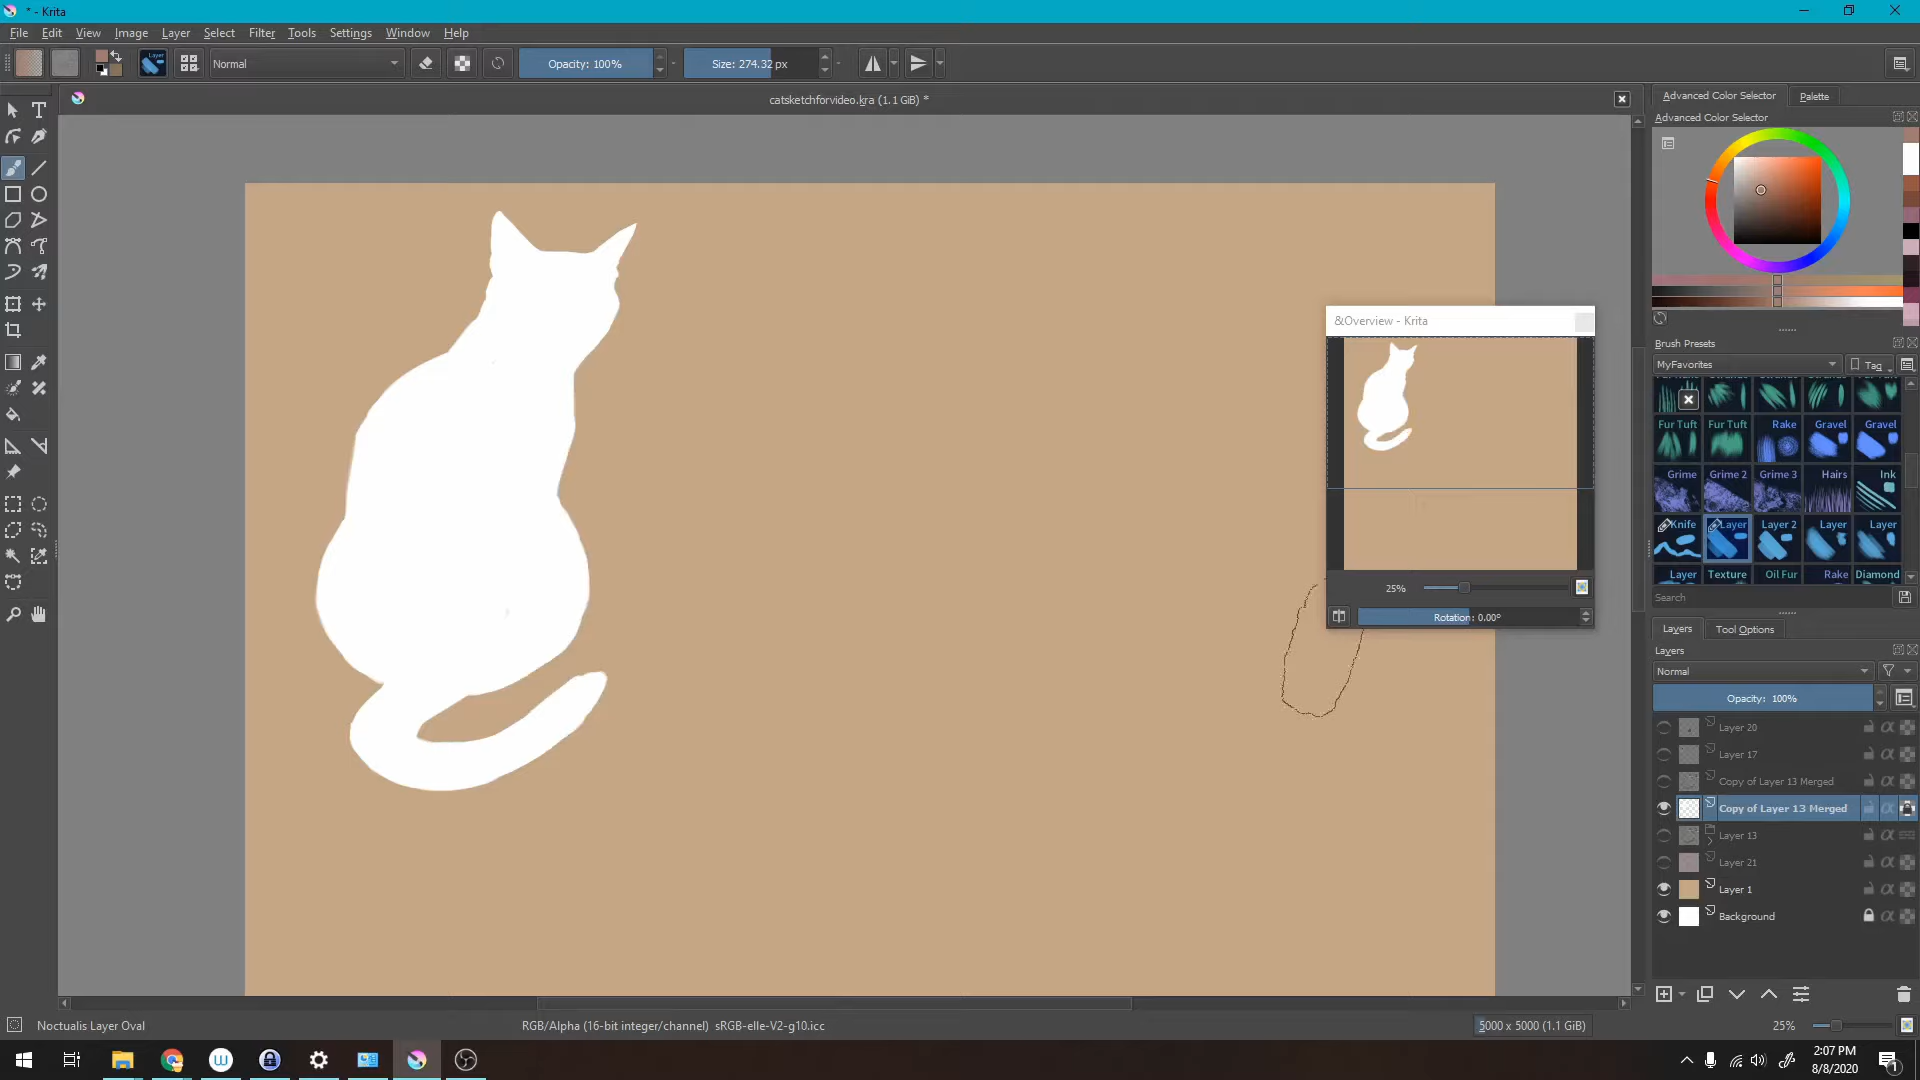 * - Krita
File Edit View Image Layer Select Filter Tools Settings Window Help
Layer
Normal
Opacity: 100%
Size: 274.32 px
catsketchforvideo.kra (1.1 GiB) *
Advanced Color Selector Palette
Advanced Color Selector
&Overview - Krita
25%
Rotation: 0.00°
Brush Presets
MyFavorites
Tag
Fur Tuft Fur Tuft Rake Gravel Gravel
Grime Grime 2 Grime 3 Hairs Ink
Knife Layer Layer 2 Layer Layer
Layer Texture Oil Fur Rake Diamond
Search
Layers Tool Options
Layers
Normal
Opacity: 100%
Layer 20
Layer 17
Copy of Layer 13 Merged
Copy of Layer 13 Merged
Layer 13
Layer 21
Layer 1
Background
Noctualis Layer Oval
RGB/Alpha (16-bit integer/channel) sRGB-elle-V2-g10.icc
5000 x 5000 (1.1 GiB)
25%
2:07 PM
8/8/2020
1